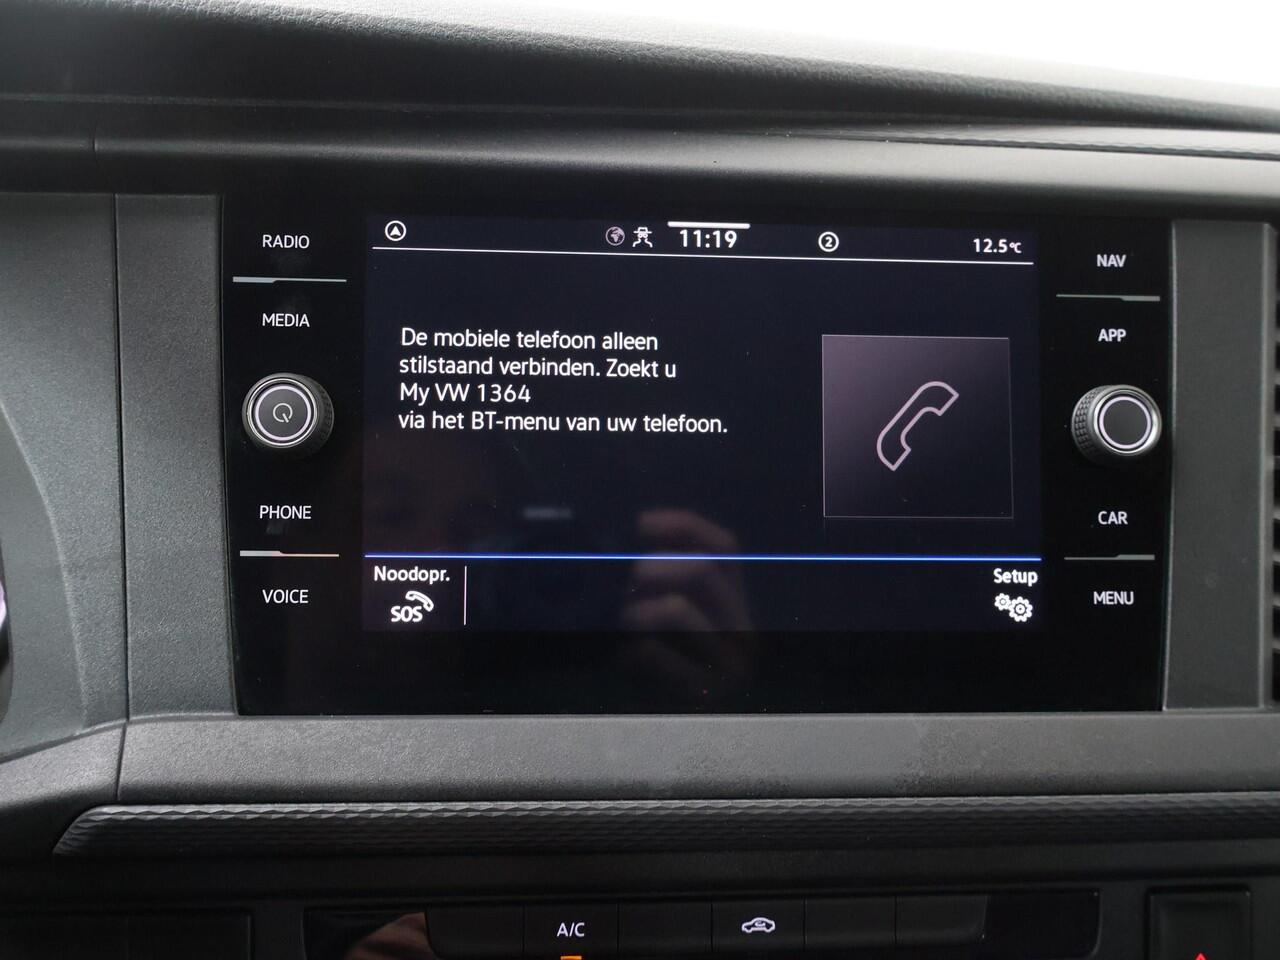 RADIO
MEDIA
PHONE
VOICE
11:19
2
12.5°C
De mobiele telefoon alleen
stilstaand verbinden. Zoekt u
My VW 1364
via het BT-menu van uw telefoon.
Noodopr.
SOS
Setup
NAV
APP
CAR
MENU
A/C